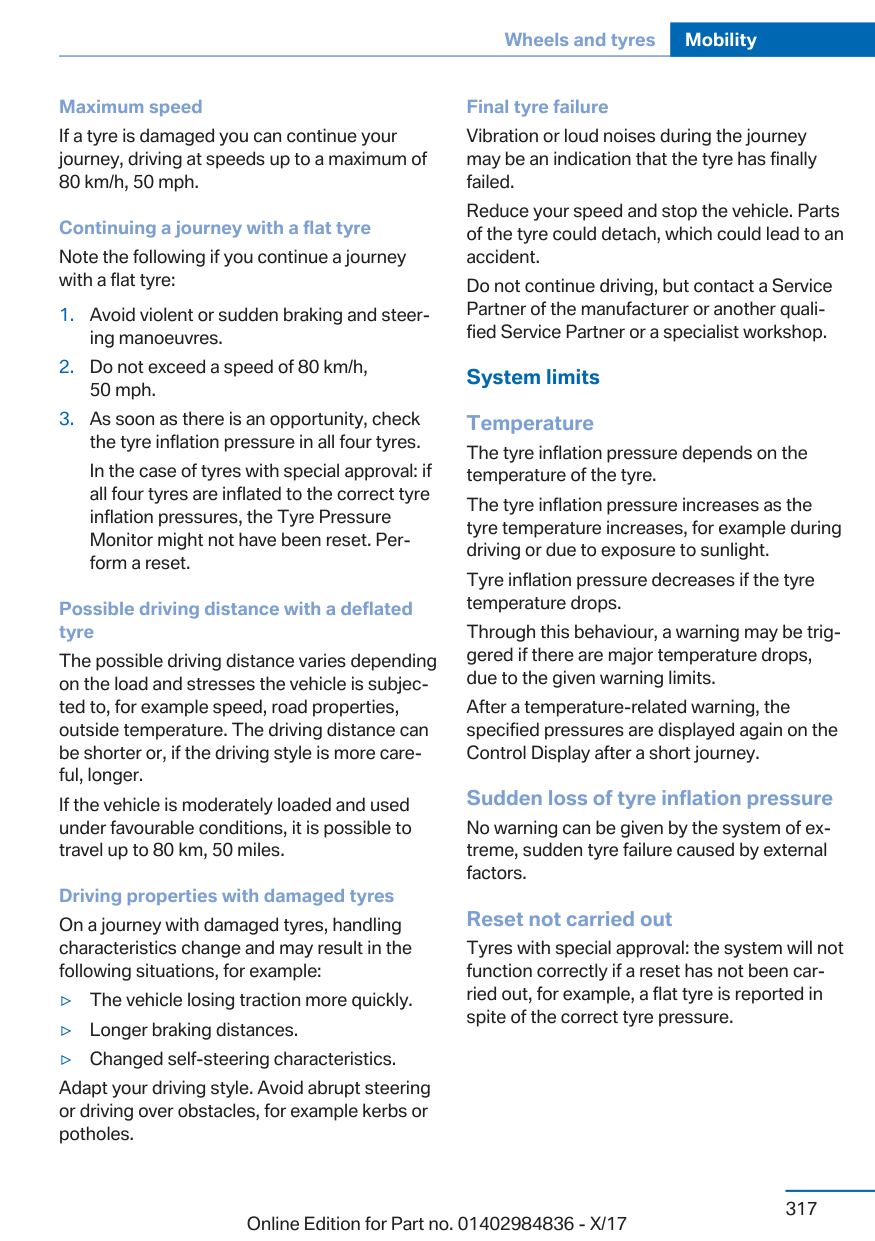 Wheels and tyres
Mobility
Maximum speed
If a tyre is damaged you can continue your
journey, driving at speeds up to a maximum of
80 km/h, 50 mph.
Continuing a journey with a flat tyre
Note the following if you continue a journey
with a flat tyre:
1. Avoid violent or sudden braking and steer-
ing manoeuvres.
2. Do not exceed a speed of 80 km/h,
50 mph.
3. As soon as there is an opportunity, check
the tyre inflation pressure in all four tyres.
In the case of tyres with special approval: if
all four tyres are inflated to the correct tyre
inflation pressures, the Tyre Pressure
Monitor might not have been reset. Per-
form a reset.
Possible driving distance with a deflated
tyre
The possible driving distance varies depending
on the load and stresses the vehicle is subjec-
ted to, for example speed, road properties,
outside temperature. The driving distance can
be shorter or, if the driving style is more care-
ful, longer.
If the vehicle is moderately loaded and used
under favourable conditions, it is possible to
travel up to 80 km, 50 miles.
Driving properties with damaged tyres
On a journey with damaged tyres, handling
characteristics change and may result in the
following situations, for example:
▷ The vehicle losing traction more quickly.
▷ Longer braking distances.
▷ Changed self-steering characteristics.
Adapt your driving style. Avoid abrupt steering
or driving over obstacles, for example kerbs or
potholes.
Final tyre failure
Vibration or loud noises during the journey
may be an indication that the tyre has finally
failed.
Reduce your speed and stop the vehicle. Parts
of the tyre could detach, which could lead to an
accident.
Do not continue driving, but contact a Service
Partner of the manufacturer or another quali-
fied Service Partner or a specialist workshop.
System limits
Temperature
The tyre inflation pressure depends on the
temperature of the tyre.
The tyre inflation pressure increases as the
tyre temperature increases, for example during
driving or due to exposure to sunlight.
Tyre inflation pressure decreases if the tyre
temperature drops.
Through this behaviour, a warning may be trig-
gered if there are major temperature drops,
due to the given warning limits.
After a temperature-related warning, the
specified pressures are displayed again on the
Control Display after a short journey.
Sudden loss of tyre inflation pressure
No warning can be given by the system of ex-
treme, sudden tyre failure caused by external
factors.
Reset not carried out
Tyres with special approval: the system will not
function correctly if a reset has not been car-
ried out, for example, a flat tyre is reported in
spite of the correct tyre pressure.
317
Online Edition for Part no. 01402984836 - X/17